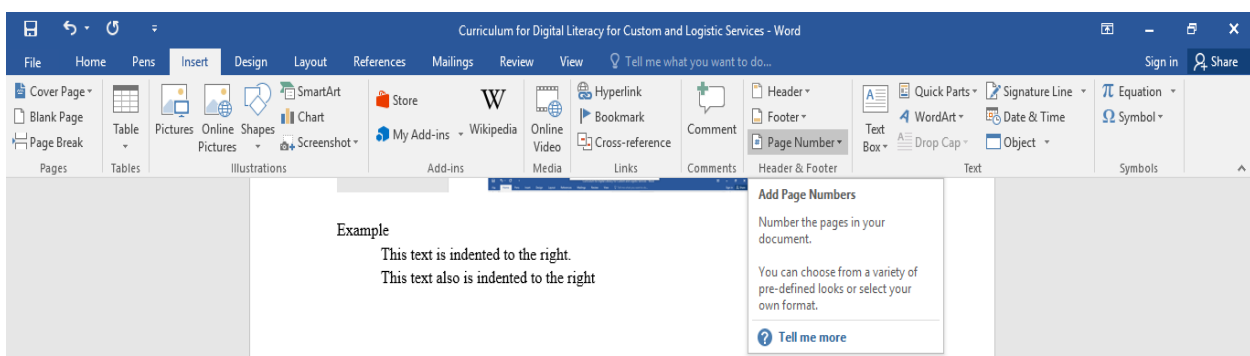 Curriculum for Digital Literacy for Custom and Logistic Services - Word
File Home Pens Insert Design Layout References Mailings Review View Tell me what you want to do... Sign in Share
Cover Page
Blank Page
Page Break
Pages
Table
Tables
Pictures
Online
Pictures
Shapes
SmartArt
Chart
Screenshot
Illustrations
Store
My Add-ins
W
Wikipedia
Add-ins
Online
Video
Media
Hyperlink
Bookmark
Cross-reference
Links
Comment
Comments
Header
Footer
Page Number
Header & Footer
Text
Box
Quick Parts
WordArt
Drop Cap
Signature Line
Date & Time
Object
Text
π Equation
Ω Symbol
Symbols
Example
This text is indented to the right.
This text also is indented to the right
Add Page Numbers
Number the pages in your
document.
You can choose from a variety of
pre-defined looks or select your
own format.
? Tell me more